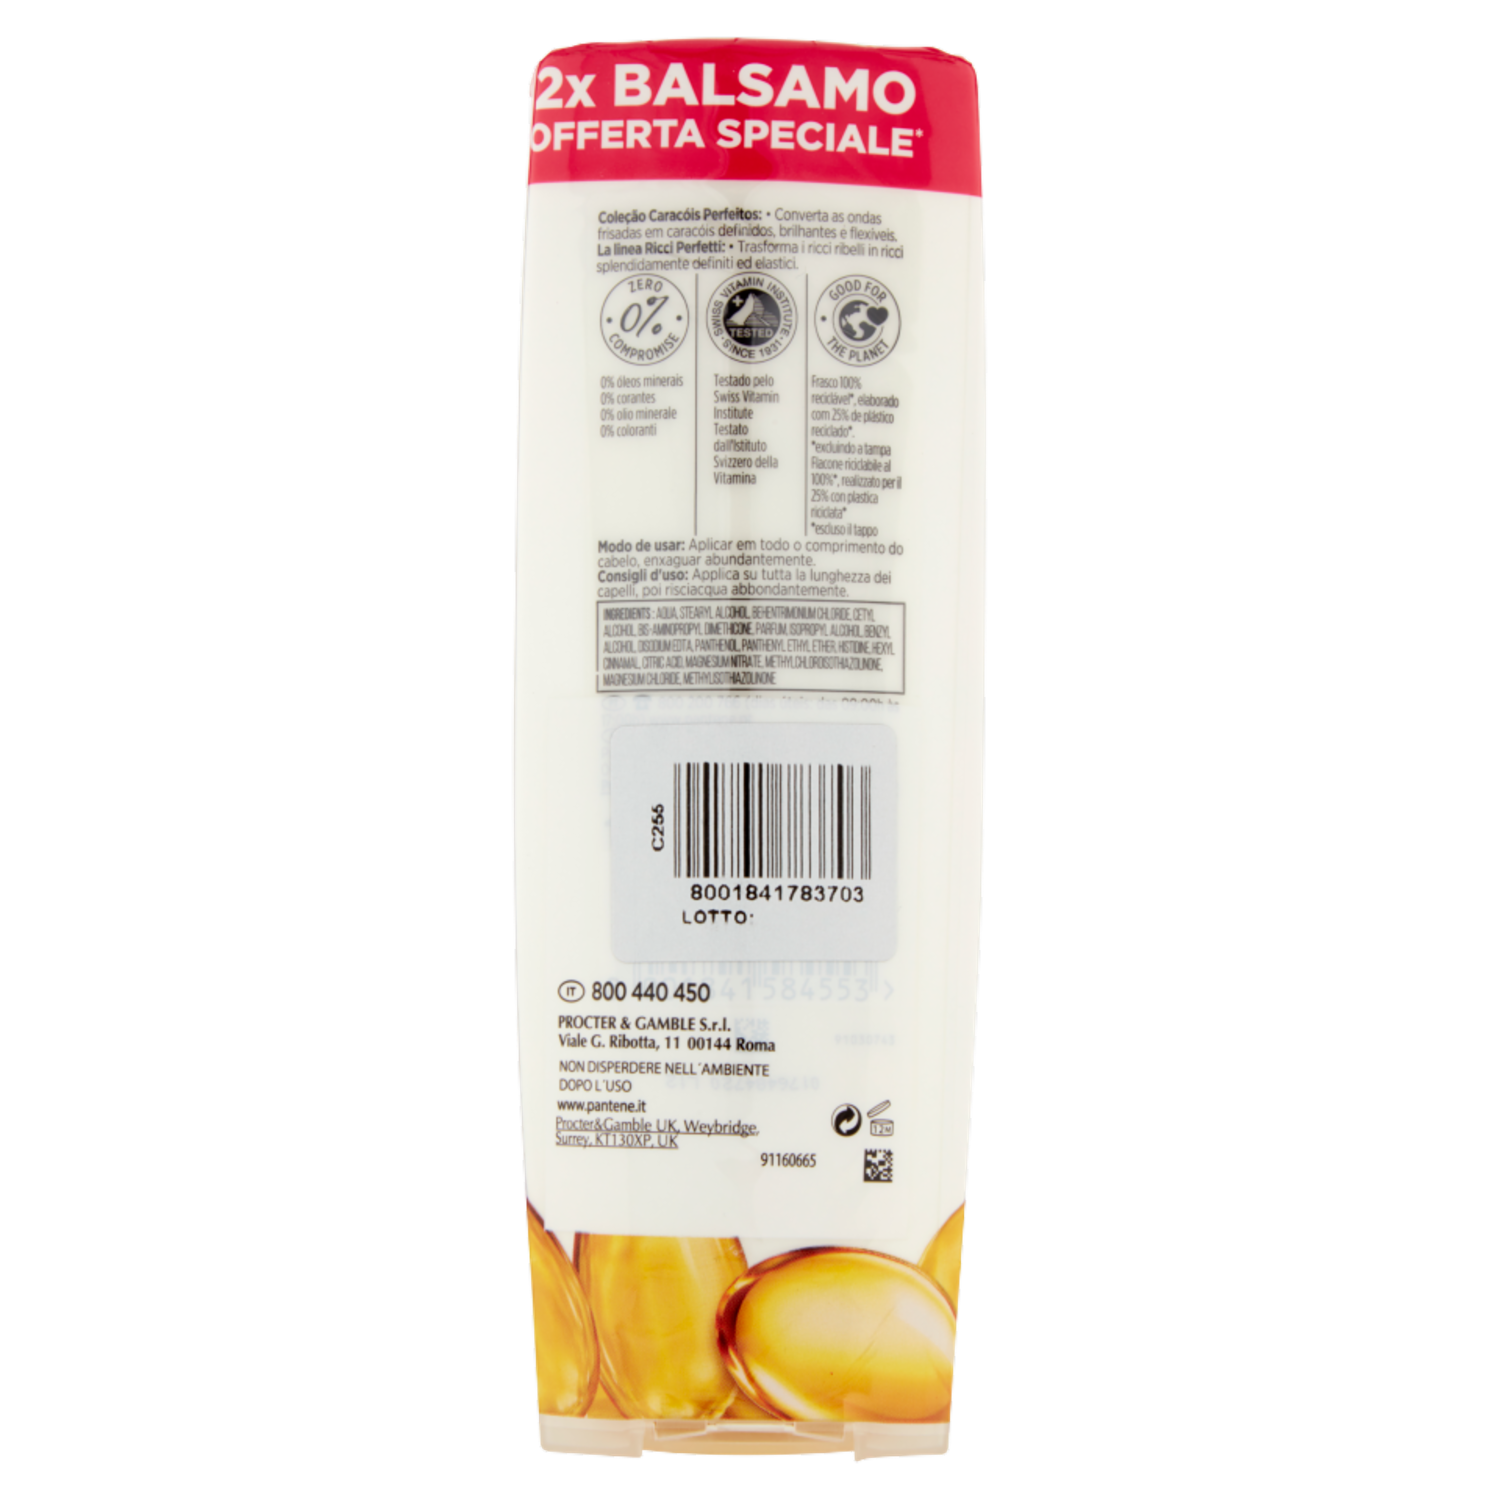 2x BALSAMO
OFFERTA SPECIALE*
Coleção Caracóis Perfeitos: • Converta as ondas
frisadas em caracóis definidos, brilhantes e flexíveis.
La linea Ricci Perfetti: • Trasforma i ricci ribelli in ricci
splendidamente definiti ed elastici.
ZERO
0%
COMPROMISE
SWISS VITAMIN INSTITUTE
TESTED
SINCE 1931
GOOD FOR
THE PLANET
0% óleos minerais
0% corantes
0% olio minerale
0% coloranti
Testado pelo
Swiss Vitamin
Institute
Testato
dall'Istituto
Svizzero della
Vitamina
Frasco 100%
reciclável*, elaborado
com 25% de plástico
reciclado*.
*excluindo a tampa
Flacone riciclabile al
100%*, realizzato per il
25% con plastica
riciclata*
*escluso il tappo
Modo de usar: Aplicar em todo o comprimento do
cabelo, enxaguar abundantemente.
Consigli d'uso: Applica su tutta la lunghezza dei
capelli, poi risciacqua abbondantemente.
INGREDIENTS : AQUA, STEARYL ALCOHOL, BEHENTRIMONIUM CHLORIDE, CETYL
ALCOHOL, BIS-AMINOPROPYL DIMETHICONE, PARFUM, ISOPROPYL ALCOHOL, BENZYL
ALCOHOL, DISODIUM EDTA, PANTHENOL, PANTHENYL ETHYL ETHER, HISTIDINE, HEXYL
CINNAMAL, CITRIC ACID, MAGNESIUM NITRATE, METHYLCHLOROISOTHIAZOLINONE,
MAGNESIUM CHLORIDE, METHYLISOTHIAZOLINONE
C255
8001841783703
LOTTO:
841584553 >
IT 800 440 450
PROCTER & GAMBLE S.r.l.
Viale G. Ribotta, 11 00144 Roma
NON DISPERDERE NELL´AMBIENTE
DOPO L´USO
www.pantene.it
Procter&Gamble UK, Weybridge,
Surrey, KT130XP, UK
12M
91160665